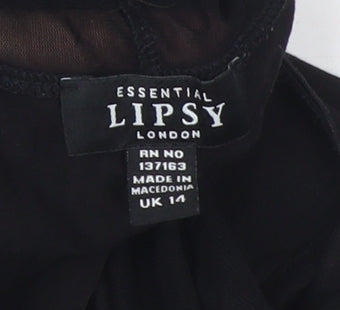 ESSENTIAL
LIPSY
LONDON
RN NO
137163
MADE IN
MACEDONIA
UK 14